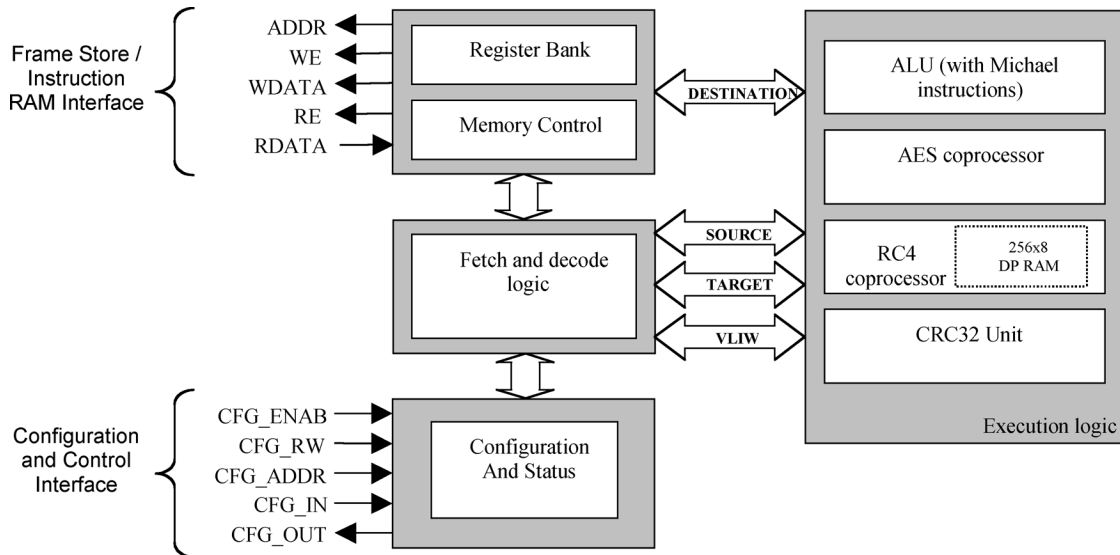 Frame Store /
Instruction
RAM Interface
ADDR
WE
WDATA
RE
RDATA
Register Bank
Memory Control
DESTINATION
ALU (with Michael
instructions)
AES coprocessor
RC4
coprocessor
256x8
DP RAM
CRC32 Unit
Execution logic
Fetch and decode
logic
SOURCE
TARGET
VLIW
Configuration
and Control
Interface
CFG_ENAB
CFG_RW
CFG_ADDR
CFG_IN
CFG_OUT
Configuration
And Status